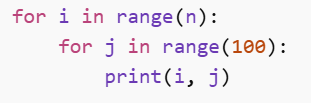 for i in range(n):
    for j in range(100):
        print(i, j)